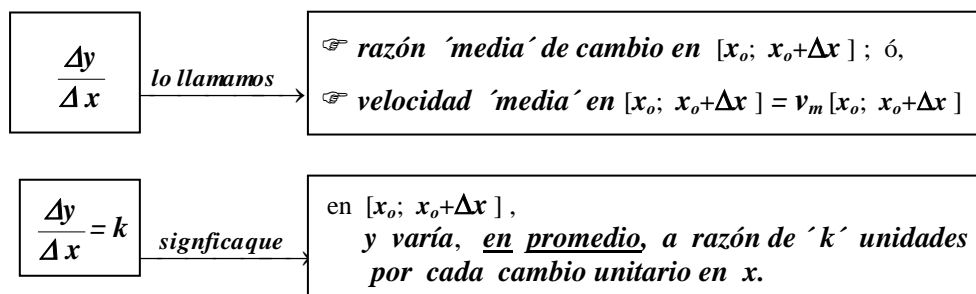 Δy
Δ x
lo llamamos
☞ razón ´media´ de cambio en [xₒ; xₒ+Δx ] ; ó,
☞ velocidad ´media´ en [xₒ; xₒ+Δx ] = vₘ [xₒ; xₒ+Δx ]
Δy
Δ x = k
signficaque
en [xₒ; xₒ+Δx ] ,
y varía, en promedio, a razón de ´k´ unidades
por cada cambio unitario en x.